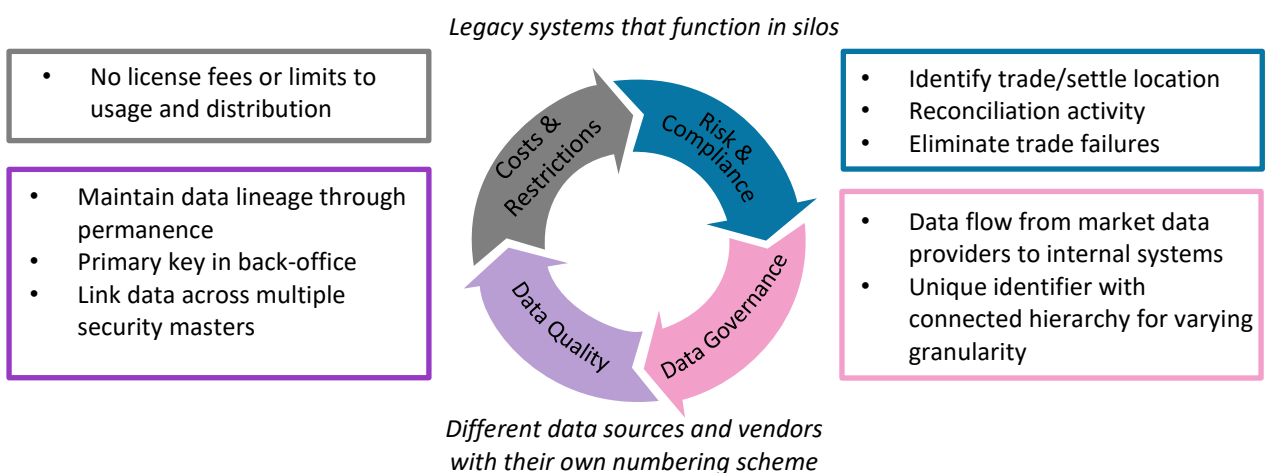 Legacy systems that function in silos
• No license fees or limits to
usage and distribution
• Maintain data lineage through
permanence
• Primary key in back-office
• Link data across multiple
security masters
Costs &
Restrictions
Risk &
Compliance
Data Quality
Data Governance
• Identify trade/settle location
• Reconciliation activity
• Eliminate trade failures
• Data flow from market data
providers to internal systems
• Unique identifier with
connected hierarchy for varying
granularity
Different data sources and vendors
with their own numbering scheme